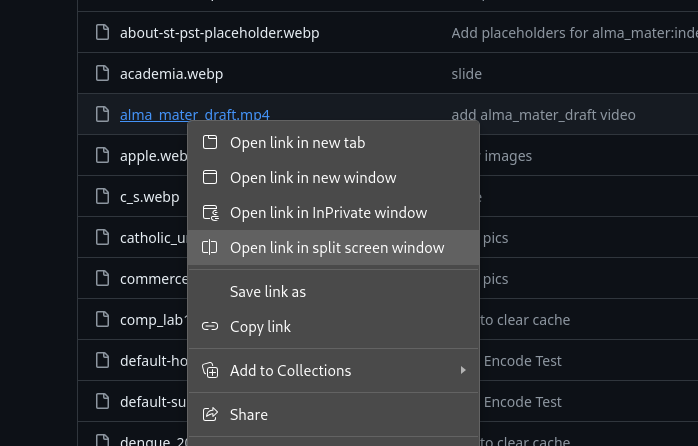 about-st-pst-placeholder.webp Add placeholders for alma_mater:inde
academia.webp slide
alma_mater_draft.mp4 add alma_mater_draft video
Open link in new tab
apple.web images
Open link in new window
c_s.webp
Open link in InPrivate window
catholic_u pics
Open link in split screen window
commerce pics
Save link as
comp_lab to clear cache
Copy link
default-ho Encode Test
Add to Collections
default-su Encode Test
Share
dengue_20 to clear cache